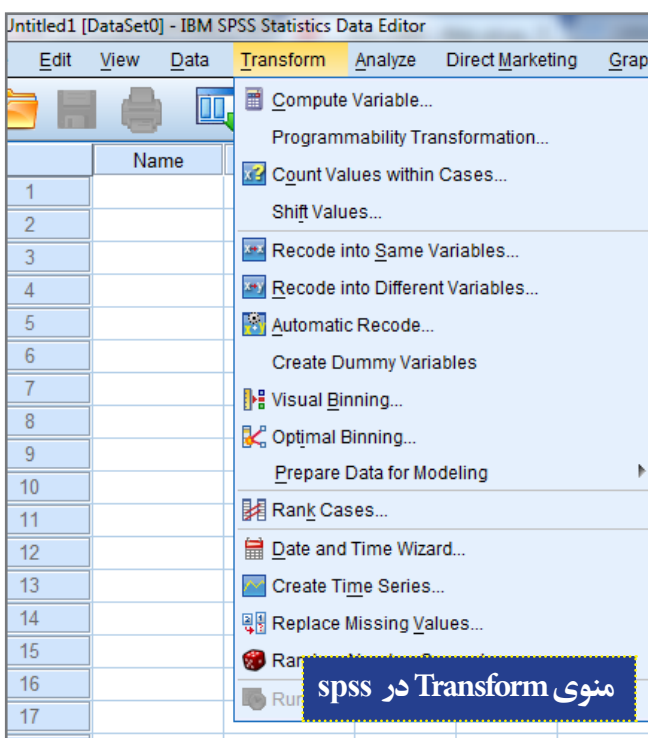 Untitled1 [DataSet0] - IBM SPSS Statistics Data Editor
Edit View Data Transform Analyze Direct Marketing Grap
Name
1
2
3
4
5
6
7
8
9
10
11
12
13
14
15
16
17
Compute Variable...
Programmability Transformation...
Count Values within Cases...
Shift Values...
Recode into Same Variables...
Recode into Different Variables...
Automatic Recode...
Create Dummy Variables
Visual Binning...
Optimal Binning...
Prepare Data for Modeling
Rank Cases...
Date and Time Wizard...
Create Time Series...
Replace Missing Values...
منوی Transform در spss